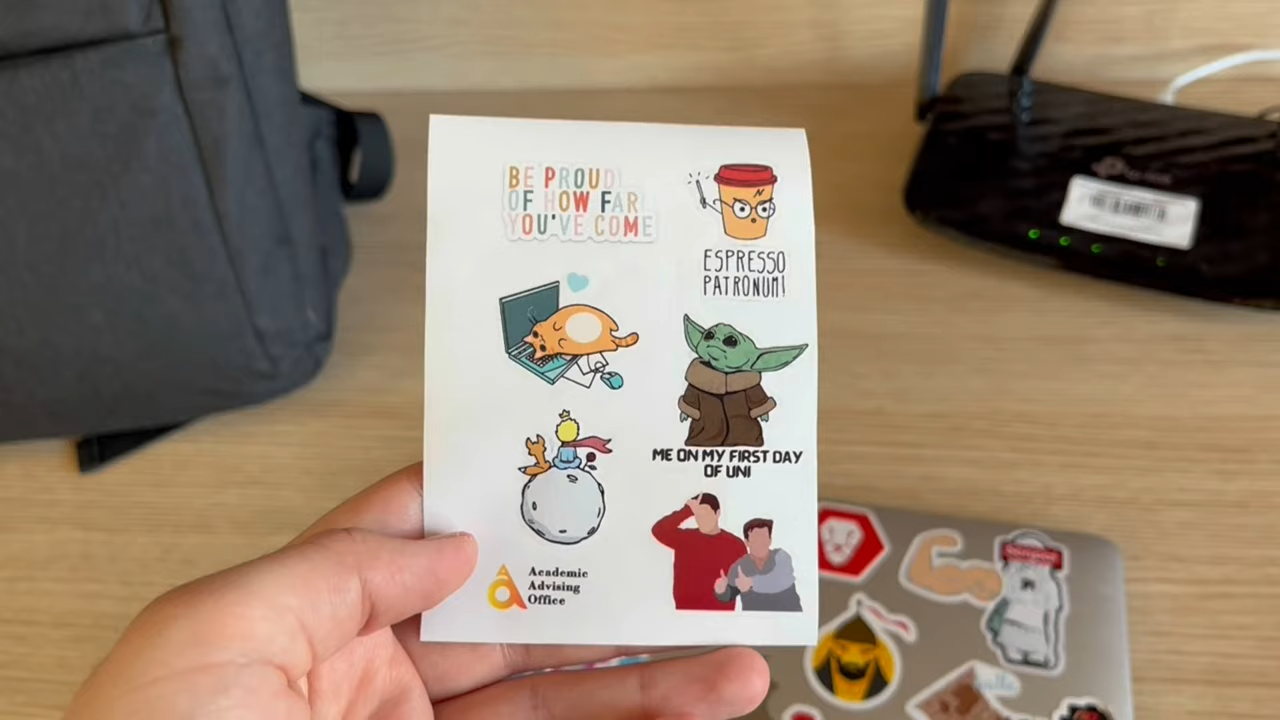 BE PROUD
OF HOW FAR
YOU'VE COME
ESPRESSO
PATRONUM!
ME ON MY FIRST DAY
OF UNI
Academic
Advising
Office